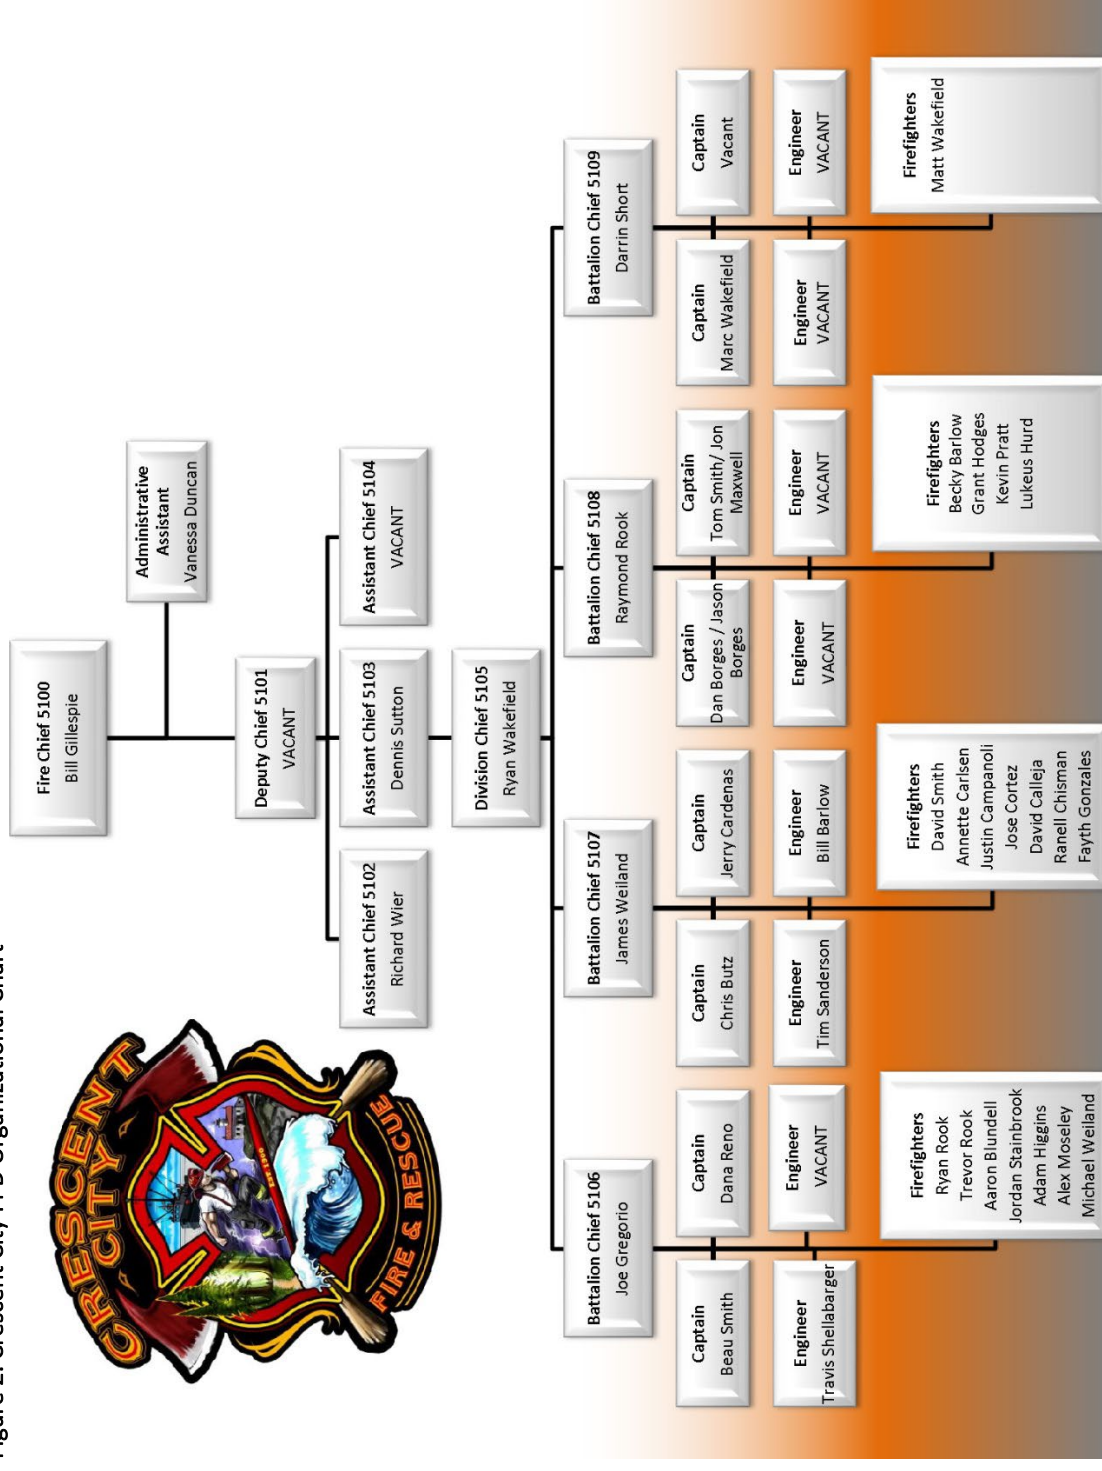 Figure 2: Crescent City FPD Organizational Chart
CRESCENT
CITY
FIRE & RESCUE
Fire Chief 5100
Bill Gillespie
Administrative
Assistant
Vanessa Duncan
Deputy Chief 5101
VACANT
Assistant Chief 5102
Richard Wier
Assistant Chief 5103
Dennis Sutton
Assistant Chief 5104
VACANT
Division Chief 5105
Ryan Wakefield
Battalion Chief 5106
Joe Gregorio
Captain
Beau Smith
Captain
Dana Reno
Engineer
Travis Shellabarger
Engineer
VACANT
Firefighters
Ryan Rook
Trevor Rook
Aaron Blundell
Jordan Stainbrook
Adam Higgins
Alex Moseley
Michael Weiland
Battalion Chief 5107
James Weiland
Captain
Chris Butz
Captain
Jerry Cardenas
Engineer
Tim Sanderson
Engineer
Bill Barlow
Firefighters
David Smith
Annette Carlsen
Justin Campanoli
Jose Cortez
David Calleja
Ranell Chisman
Fayth Gonzales
Battalion Chief 5108
Raymond Rook
Captain
Dan Borges / Jason
Borges
Captain
Tom Smith/ Jon
Maxwell
Engineer
VACANT
Engineer
VACANT
Firefighters
Becky Barlow
Grant Hodges
Kevin Pratt
Lukeus Hurd
Battalion Chief 5109
Darrin Short
Captain
Marc Wakefield
Captain
Vacant
Engineer
VACANT
Engineer
VACANT
Firefighters
Matt Wakefield